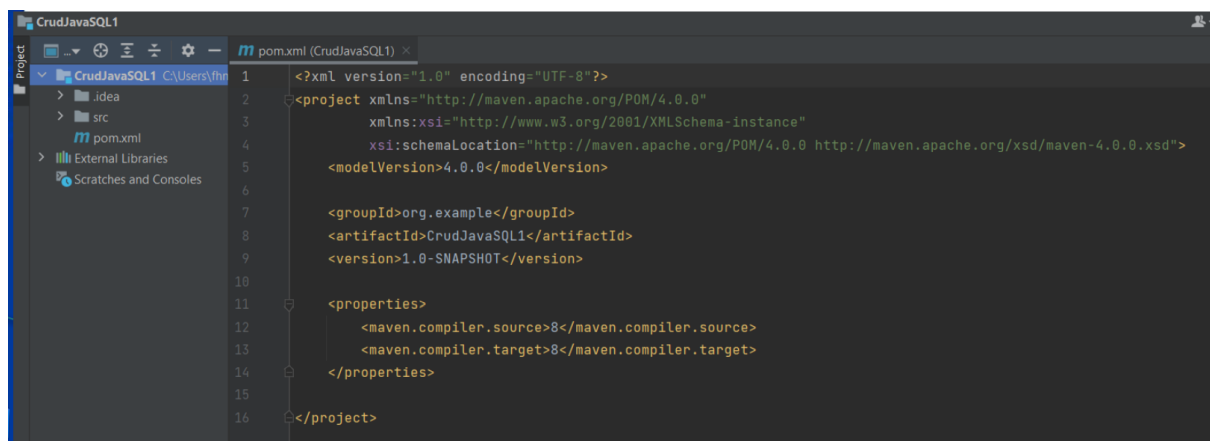 CrudJavaSQL1
Project
pom.xml (CrudJavaSQL1)
CrudJavaSQL1 C:\Users\fhn
.idea
src
pom.xml
External Libraries
Scratches and Consoles
1 <?xml version="1.0" encoding="UTF-8"?>
2 <project xmlns="http://maven.apache.org/POM/4.0.0"
3 xmlns:xsi="http://www.w3.org/2001/XMLSchema-instance"
4 xsi:schemaLocation="http://maven.apache.org/POM/4.0.0 http://maven.apache.org/xsd/maven-4.0.0.xsd">
5 <modelVersion>4.0.0</modelVersion>
6
7 <groupId>org.example</groupId>
8 <artifactId>CrudJavaSQL1</artifactId>
9 <version>1.0-SNAPSHOT</version>
10
11 <properties>
12 <maven.compiler.source>8</maven.compiler.source>
13 <maven.compiler.target>8</maven.compiler.target>
14 </properties>
15
16 </project>